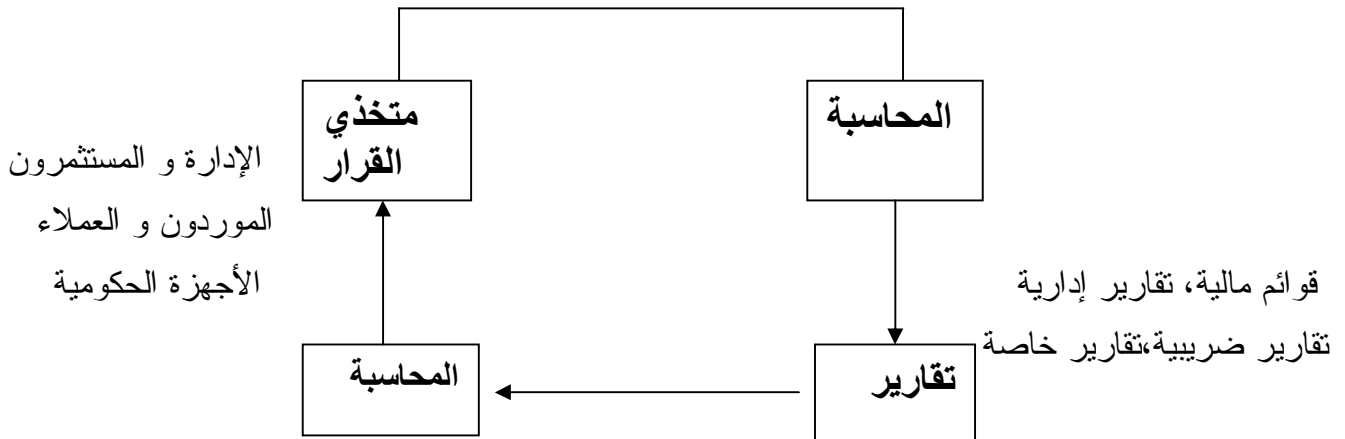 المحاسبة
متخذي
القرار
الإدارة و المستثمرون
الموردون و العملاء
الأجهزة الحكومية
قوائم مالية، تقارير إدارية
تقارير ضريبية،تقارير خاصة
تقارير
المحاسبة